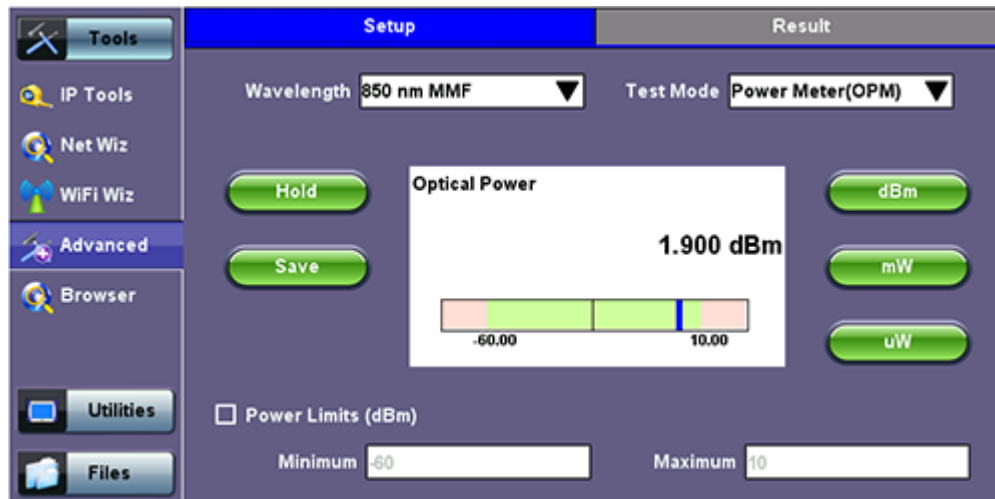 Tools
IP Tools
Net Wiz
WiFi Wiz
Advanced
Browser
Utilities
Files
Setup
Result
Wavelength 850 nm MMF
Test Mode Power Meter(OPM)
Hold
Save
Optical Power
1.900 dBm
-60.00 10.00
dBm
mW
uW
Power Limits (dBm)
Minimum -60
Maximum 10